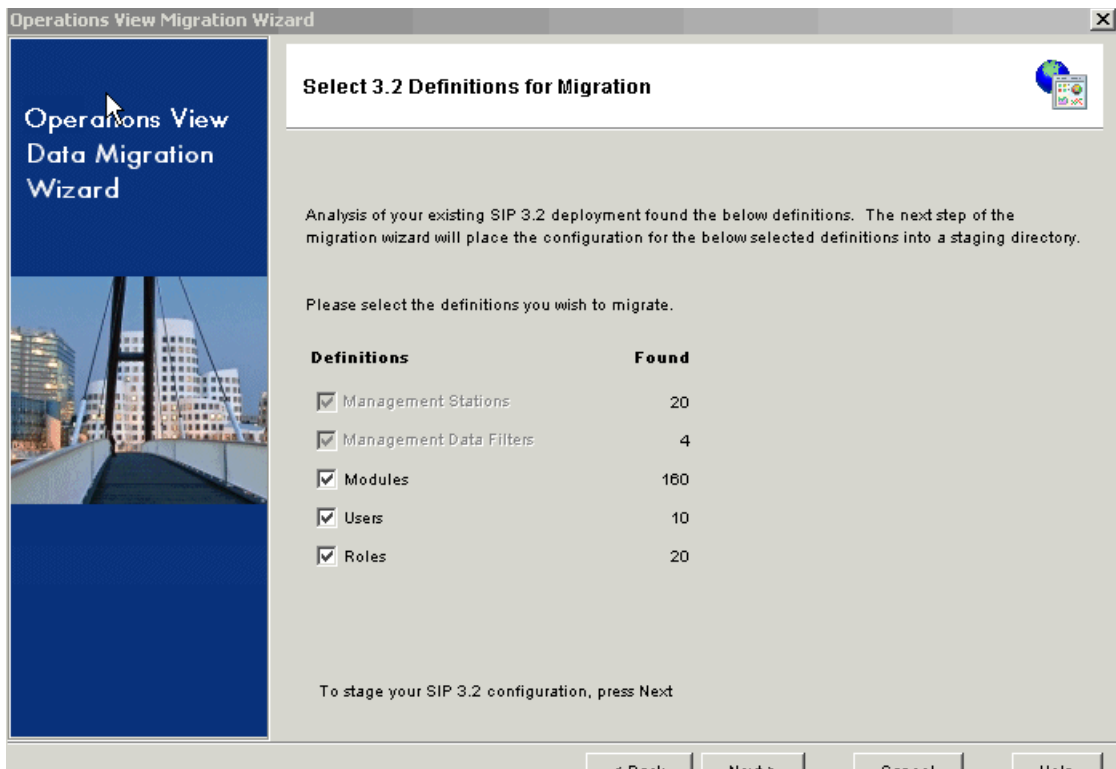 Operations View Migration Wizard
Operations View
Data Migration
Wizard
Select 3.2 Definitions for Migration
Analysis of your existing SIP 3.2 deployment found the below definitions. The next step of the
migration wizard will place the configuration for the below selected definitions into a staging directory.
Please select the definitions you wish to migrate.
Definitions Found
Management Stations 20
Management Data Filters 4
Modules 160
Users 10
Roles 20
To stage your SIP 3.2 configuration, press Next
< Back Next > Cancel Help